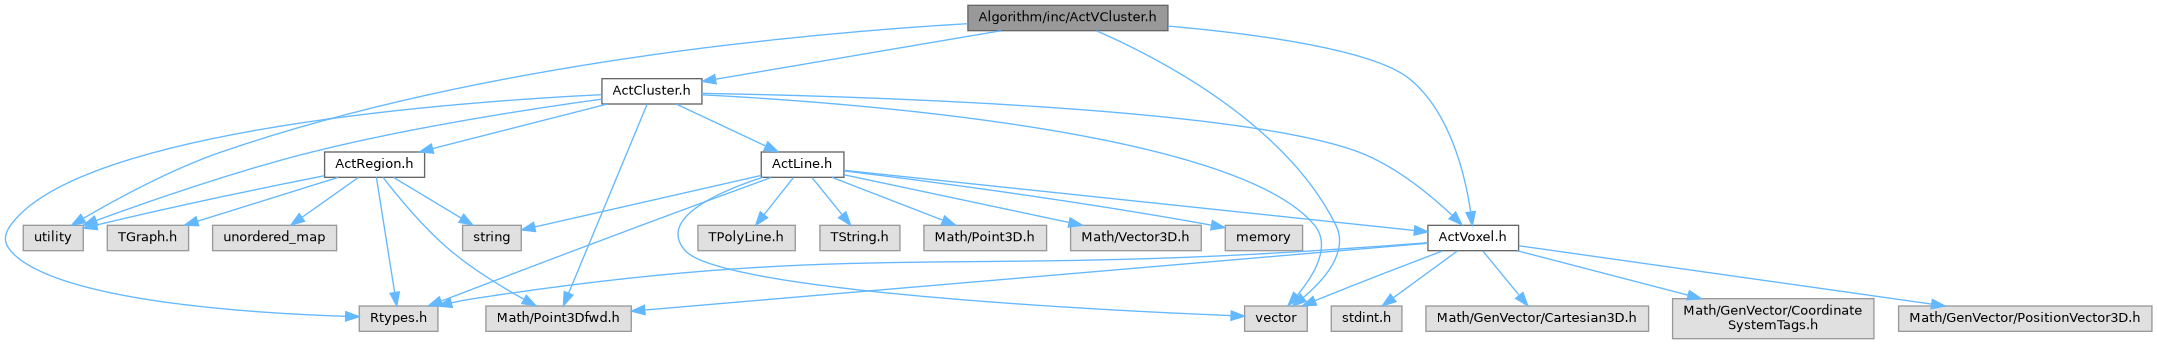 Algorithm/inc/ActVCluster.h
ActCluster.h
ActRegion.h
ActLine.h
utility
TGraph.h
unordered_map
string
TPolyLine.h
TString.h
Math/Point3D.h
Math/Vector3D.h
memory
ActVoxel.h
Rtypes.h
Math/Point3Dfwd.h
vector
stdint.h
Math/GenVector/Cartesian3D.h
Math/GenVector/Coordinate
SystemTags.h
Math/GenVector/PositionVector3D.h